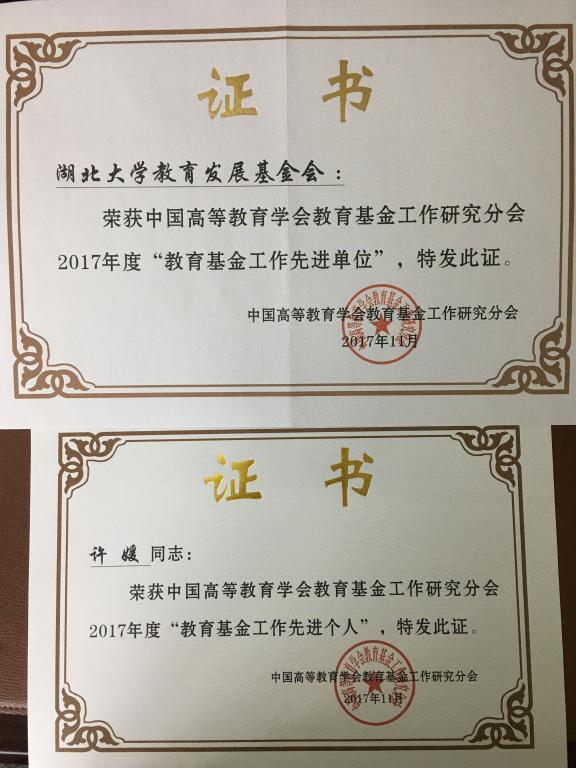 证 书
湖北大学教育发展基金会：
荣获中国高等教育学会教育基金工作研究分会
2017年度“教育基金工作先进单位”，特发此证。
中国高等教育学会教育基金工作研究分会
2017年11月
证 书
许 媛 同志：
荣获中国高等教育学会教育基金工作研究分会
2017年度“教育基金工作先进个人”，特发此证。
中国高等教育学会教育基金工作研究分会
2017年11月